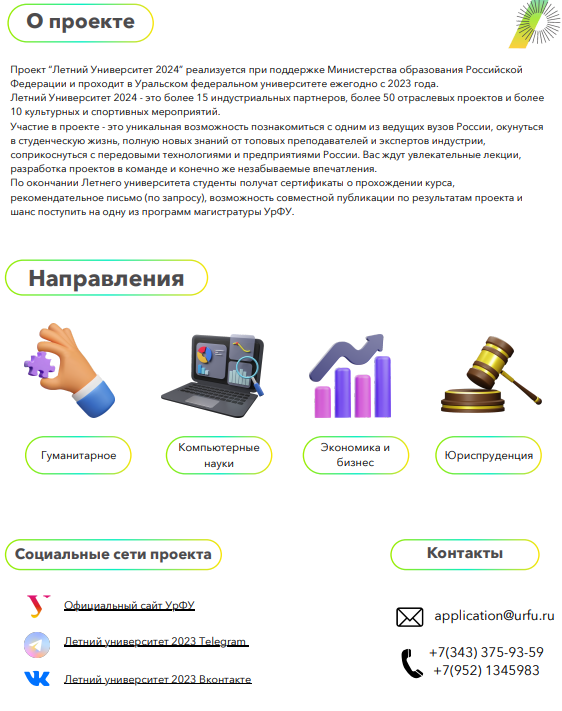 О проекте
Проект “Летний Университет 2024” реализуется при поддержке Министерства образования Российской
Федерации и проходит в Уральском федеральном университете ежегодно с 2023 года.
Летний Университет 2024 - это более 15 индустриальных партнеров, более 50 отраслевых проектов и более
10 культурных и спортивных мероприятий.
Участие в проекте - это уникальная возможность познакомиться с одним из ведущих вузов России, окунуться
в студенческую жизнь, полную новых знаний от топовых преподавателей и экспертов индустрии,
соприкоснуться с передовыми технологиями и предприятиями России. Вас ждут увлекательные лекции,
разработка проектов в команде и конечно же незабываемые впечатления.
По окончании Летнего университета студенты получат сертификаты о прохождении курса,
рекомендательное письмо (по запросу), возможность совместной публикации по результатам проекта и
шанс поступить на одну из программ магистратуры УрФУ.
Направления
Гуманитарное
Компьютерные
науки
Экономика и
бизнес
Юриспруденция
Социальные сети проекта
Официальный сайт УрФУ
Летний университет 2023 Telegram
Летний университет 2023 Вконтакте
Контакты
application@urfu.ru
+7(343) 375-93-59
+7(952) 1345983